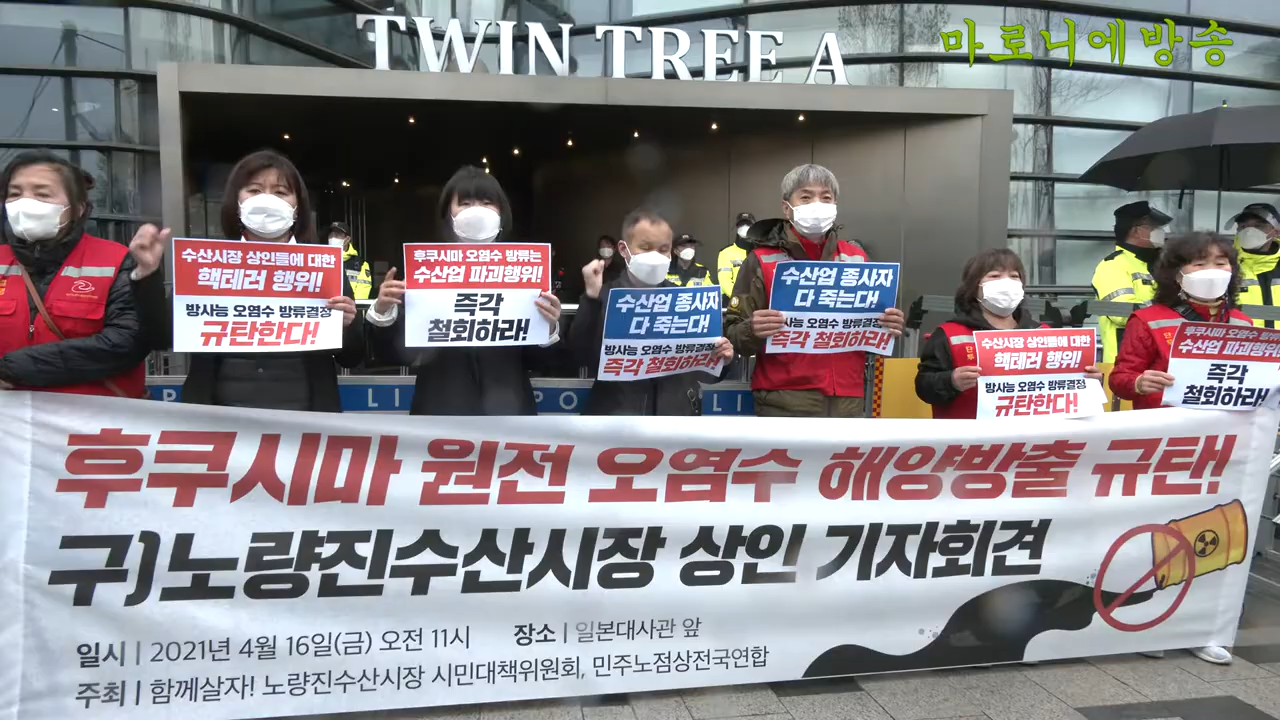 TWIN TREE A
마로니에방송
수산시장 상인들에 대한
핵테러 행위!
방사능 오염수 방류결정
규탄한다!
후쿠시마 오염수 방류는
수산업 파괴행위!
즉각
철회하라!
수산업 종사자
다 죽는다!
방사능 오염수 방류결정
즉각 철회하라!
수산업 종사자
다 죽는다!
방사능 오염수 방류결정
즉각 철회하라!
수산시장 상인들에 대한
핵테러 행위!
방사능 오염수 방류결정
규탄한다!
후쿠시마 오염수 방류는
수산업 파괴행위!
즉각
철회하라!
후쿠시마 원전 오염수 해양방출 규탄!
구)노량진수산시장 상인 기자회견
일시 | 2021년 4월 16일(금) 오전 11시 장소 | 일본대사관 앞
주최 | 함께살자! 노량진수산시장 시민대책위원회, 민주노점상전국연합